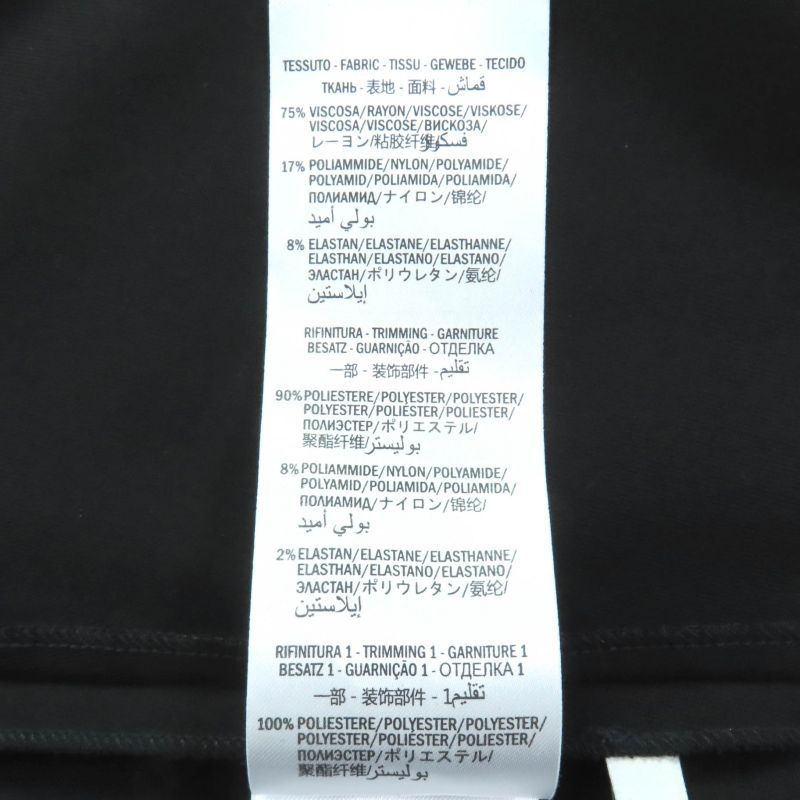 TESSUTO - FABRIC - TISSU - GEWEBE - TECIDO
ТКАНЬ - 表地 - 面料 - قماش
75% VISCOSA/RAYON/VISCOSE/VISKOSE/
VISCOSA/VISCOSE/ВИСКОЗА/
レーヨン/粘胶纤维/فسكوز
17% POLIAMMIDE/NYLON/POLYAMIDE/
POLYAMID/POLIAMIDA/POLIAMIDA/
ПОЛИАМИД/ナイロン/锦纶/
بولي أميد
8% ELASTAN/ELASTANE/ELASTHANNE/
ELASTHAN/ELASTANO/ELASTANO/
ЭЛАСТАН/ポリウレタン/氨纶/
إيلاستين
RIFINITURA - TRIMMING - GARNITURE
BESATZ - GUARNIÇÃO - ОТДЕЛКА
一部 - 装饰部件 - تقليم
90% POLIESTERE/POLYESTER/POLYESTER/
POLYESTER/POLIÉSTER/POLIESTER/
ПОЛИЭСТЕР/ポリエステル/
聚酯纤维/بوليستر
8% POLIAMMIDE/NYLON/POLYAMIDE/
POLYAMID/POLIAMIDA/POLIAMIDA/
ПОЛИАМИД/ナイロン/锦纶/
بولي أميد
2% ELASTAN/ELASTANE/ELASTHANNE/
ELASTHAN/ELASTANO/ELASTANO/
ЭЛАСТАН/ポリウレタン/氨纶/
إيلاستين
RIFINITURA 1 - TRIMMING 1 - GARNITURE 1
BESATZ 1 - GUARNIÇÃO 1 - ОТДЕЛКА 1
一部 - 装饰部件 - 1تقليم
100% POLIESTERE/POLYESTER/POLYESTER/
POLYESTER/POLIÉSTER/POLIESTER/
ПОЛИЭСТЕР/ポリエステル/
聚酯纤维/بوليستر